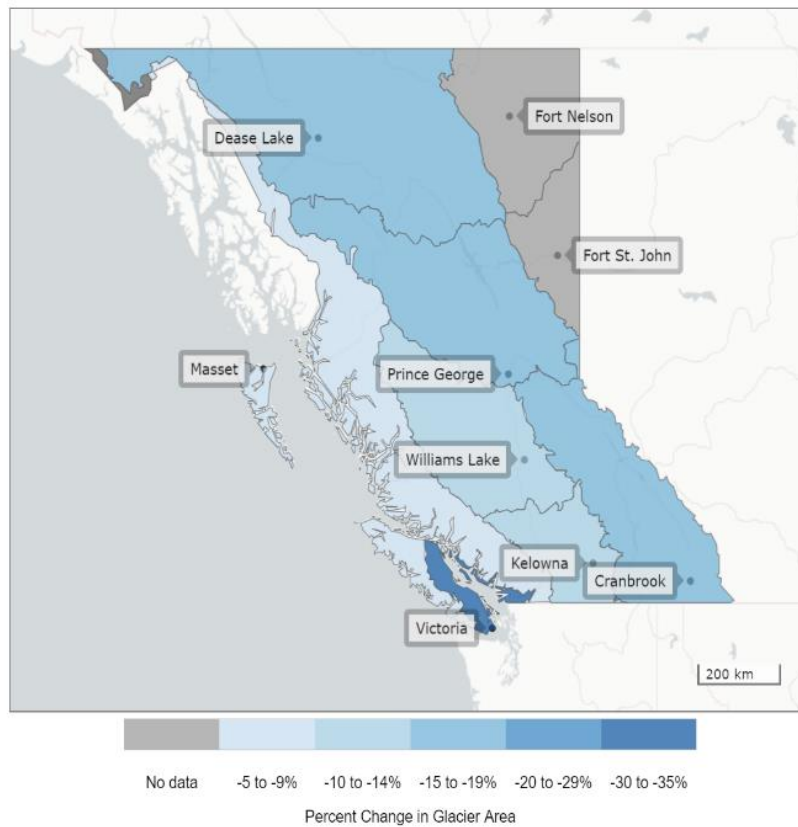 Fort Nelson
Dease Lake
Fort St. John
Masset
Prince George
Williams Lake
Kelowna
Cranbrook
Victoria
200 km
No data -5 to -9% -10 to -14% -15 to -19% -20 to -29% -30 to -35%
Percent Change in Glacier Area